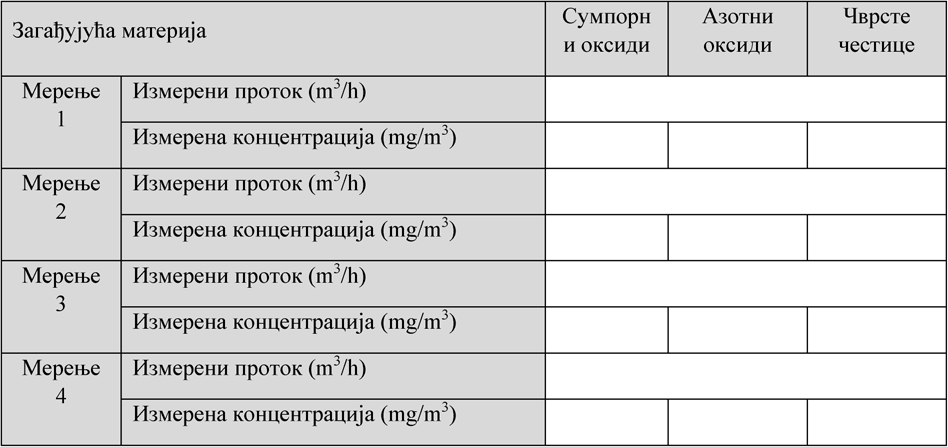 Загађујућа материја
Сумпорн
и оксиди
Азотни
оксиди
Чврсте
честице
Мерење
1
Измерени проток (m³/h)
Измерена концентрација (mg/m³)
Мерење
2
Измерени проток (m³/h)
Измерена концентрација (mg/m³)
Мерење
3
Измерени проток (m³/h)
Измерена концентрација (mg/m³)
Мерење
4
Измерени проток (m³/h)
Измерена концентрација (mg/m³)